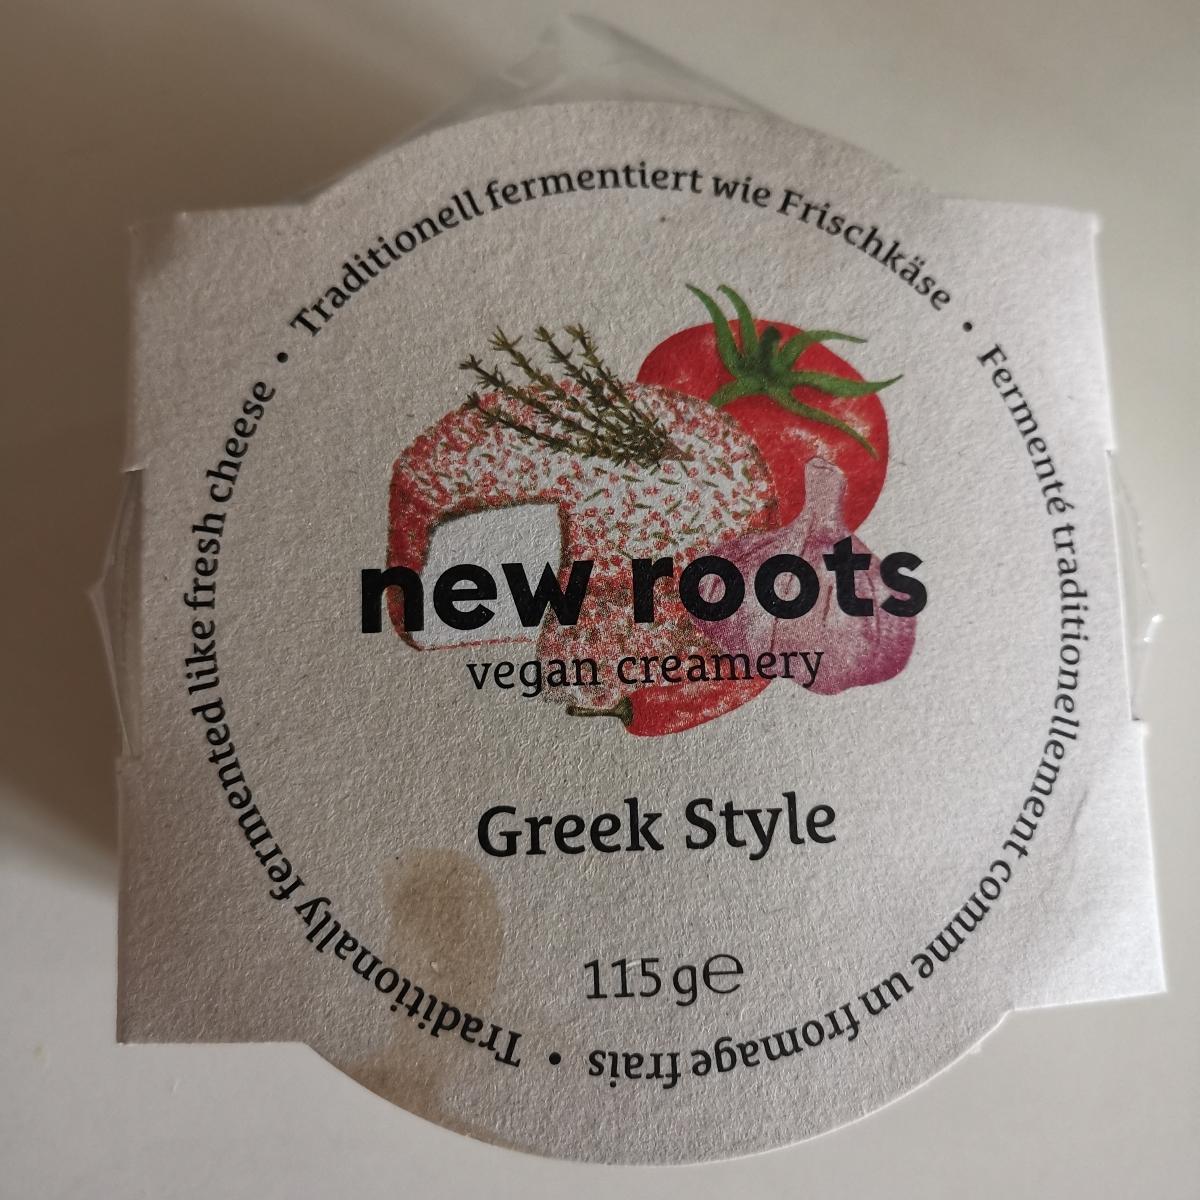 Traditionell fermentiert wie Frischkäse •
Fermenté traditionellement comme un fromage frais •
Traditionally fermented like fresh cheese •
new roots
vegan creamery
Greek Style
115 g℮